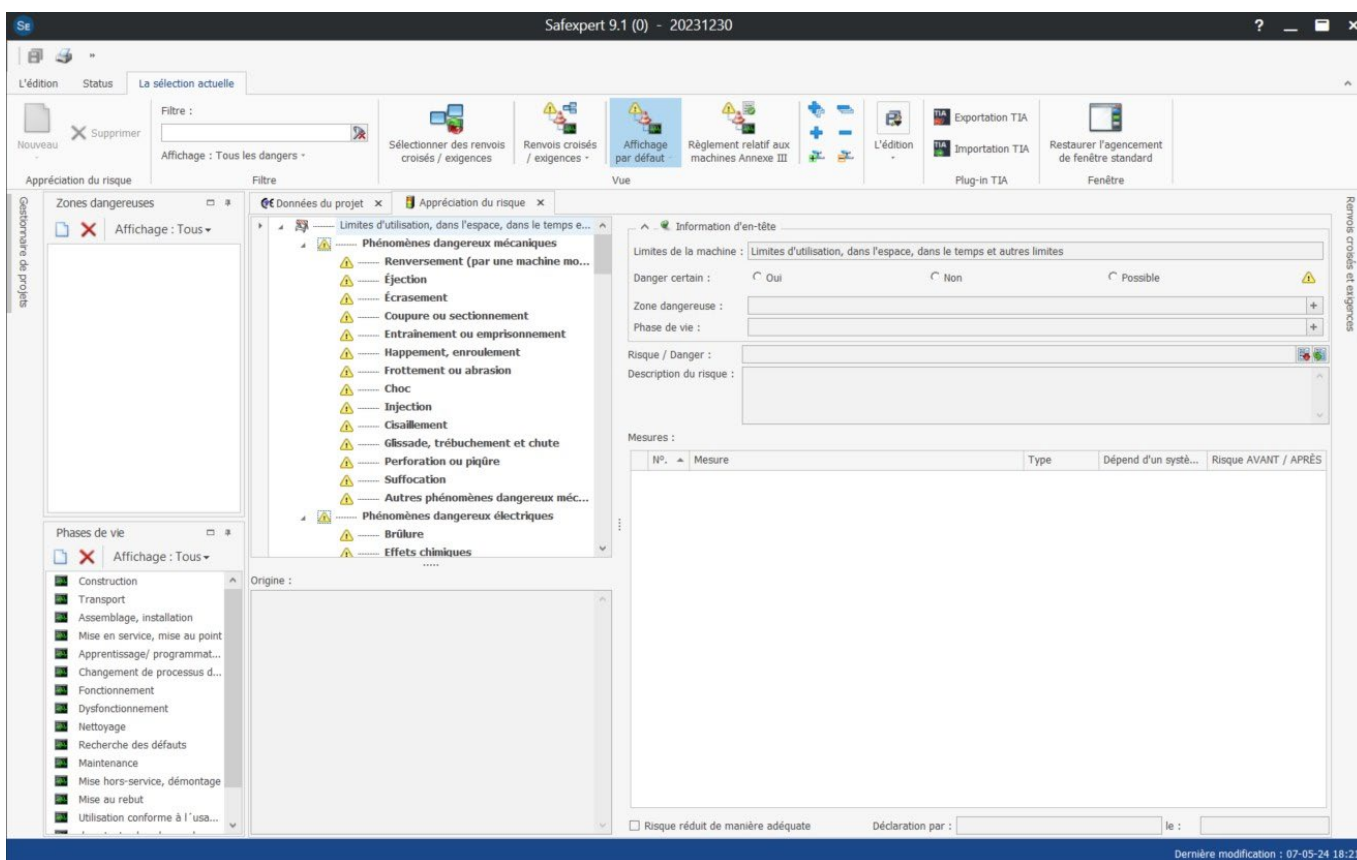 SE
Safexpert 9.1 (0) - 20231230
?
L'édition Status La sélection actuelle
Nouveau
Supprimer
Appréciation du risque
Filtre :
Affichage : Tous les dangers
Filtre
Sélectionner des renvois
croisés / exigences
Renvois croisés
/ exigences
Affichage
par défaut
Règlement relatif aux
machines Annexe III
Vue
L'édition
TIA Exportation TIA
TIA Importation TIA
Plug-in TIA
Restaurer l'agencement
de fenêtre standard
Fenêtre
Gestionnaire de projets
Zones dangereuses
Affichage : Tous
Phases de vie
Affichage : Tous
Construction
Transport
Assemblage, installation
Mise en service, mise au point
Apprentissage/ programmat...
Changement de processus d...
Fonctionnement
Dysfonctionnement
Nettoyage
Recherche des défauts
Maintenance
Mise hors-service, démontage
Mise au rebut
Utilisation conforme à l´usa...
Données du projet
Appréciation du risque
Limites d'utilisation, dans l'espace, dans le temps e...
Phénomènes dangereux mécaniques
Renversement (par une machine mo...
Éjection
Écrasement
Coupure ou sectionnement
Entraînement ou emprisonnement
Happement, enroulement
Frottement ou abrasion
Choc
Injection
Cisaillement
Glissade, trébuchement et chute
Perforation ou piqûre
Suffocation
Autres phénomènes dangereux méc...
Phénomènes dangereux électriques
Brûlure
Effets chimiques
Origine :
Information d'en-tête
Limites de la machine : Limites d'utilisation, dans l'espace, dans le temps et autres limites
Danger certain : Oui Non Possible
Zone dangereuse :
Phase de vie :
Risque / Danger :
Description du risque :
Mesures :
Nº. Mesure Type Dépend d'un systè... Risque AVANT / APRÈS
Risque réduit de manière adéquate Déclaration par : le :
Renvois croisés et exigences
Dernière modification : 07-05-24 18:21